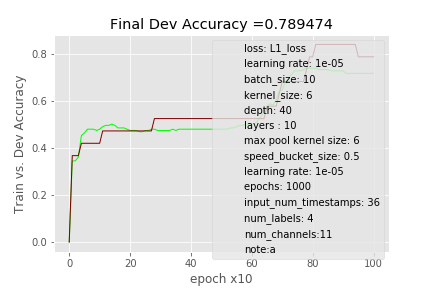 Final Dev Accuracy =0.789474
Train vs. Dev Accuracy
0.8
0.6
0.4
0.2
0.0
loss: L1_loss
learning rate: 1e-05
batch_size: 10
kernel_size: 6
depth: 40
layers : 10
max pool kernel size: 6
speed_bucket_size: 0.5
learning rate: 1e-05
epochs: 1000
input_num_timestamps: 36
num_labels: 4
num_channels:11
note:a
0 20 40 60 80 100
epoch x10